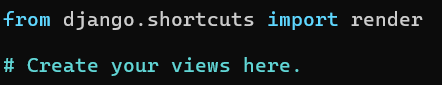 from django.shortcuts import render
# Create your views here.